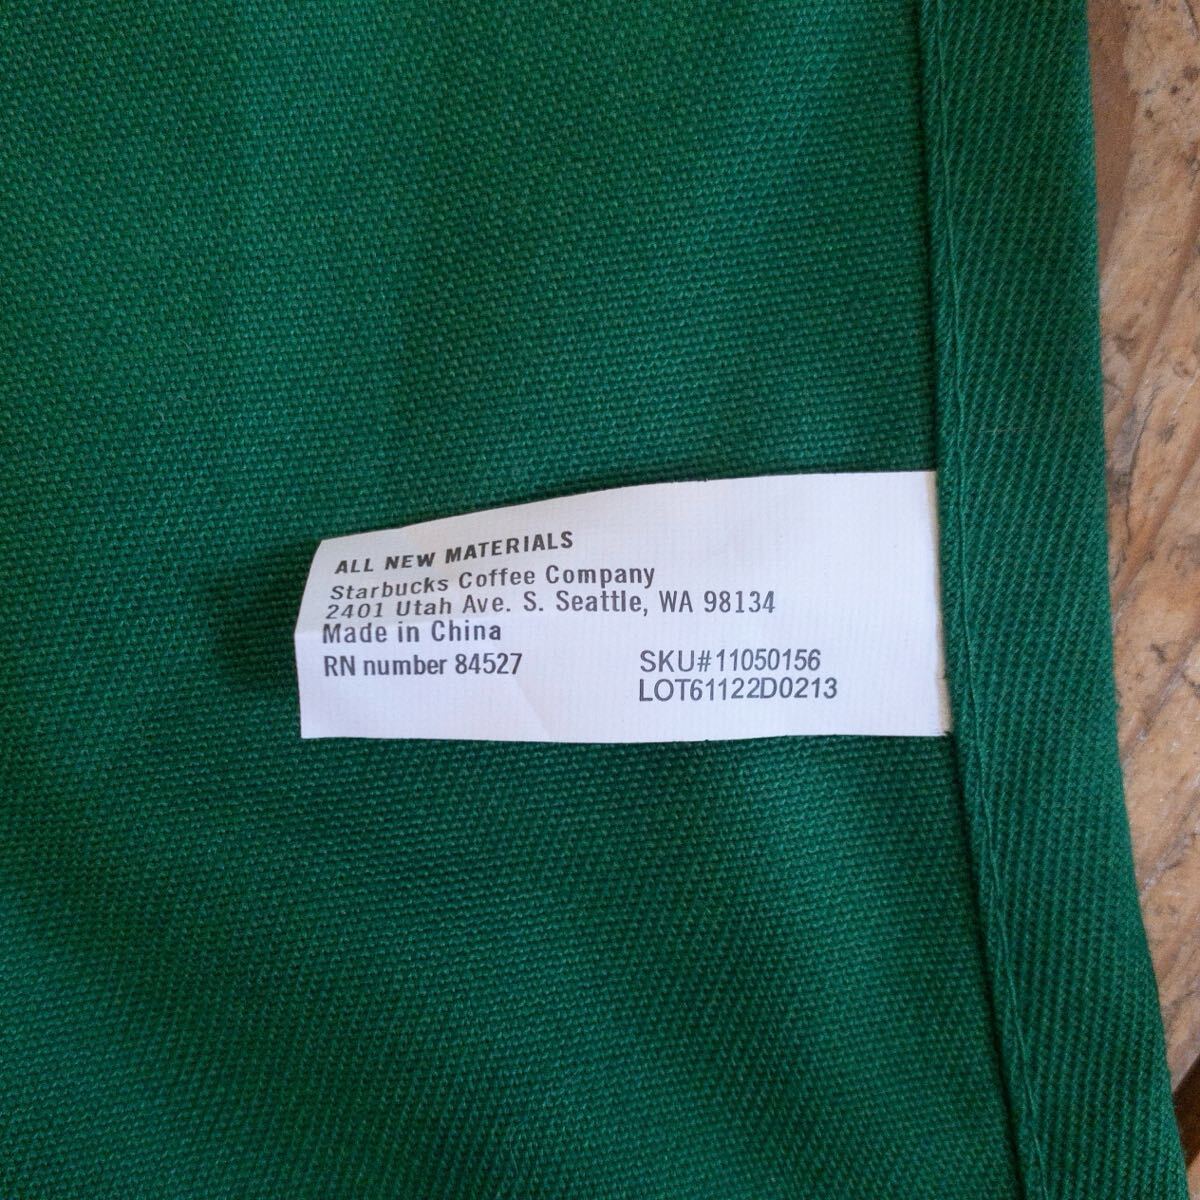 ALL NEW MATERIALS
Starbucks Coffee Company
2401 Utah Ave. S. Seattle, WA 98134
Made in China
RN number 84527
SKU#11050156
LOT61122D0213